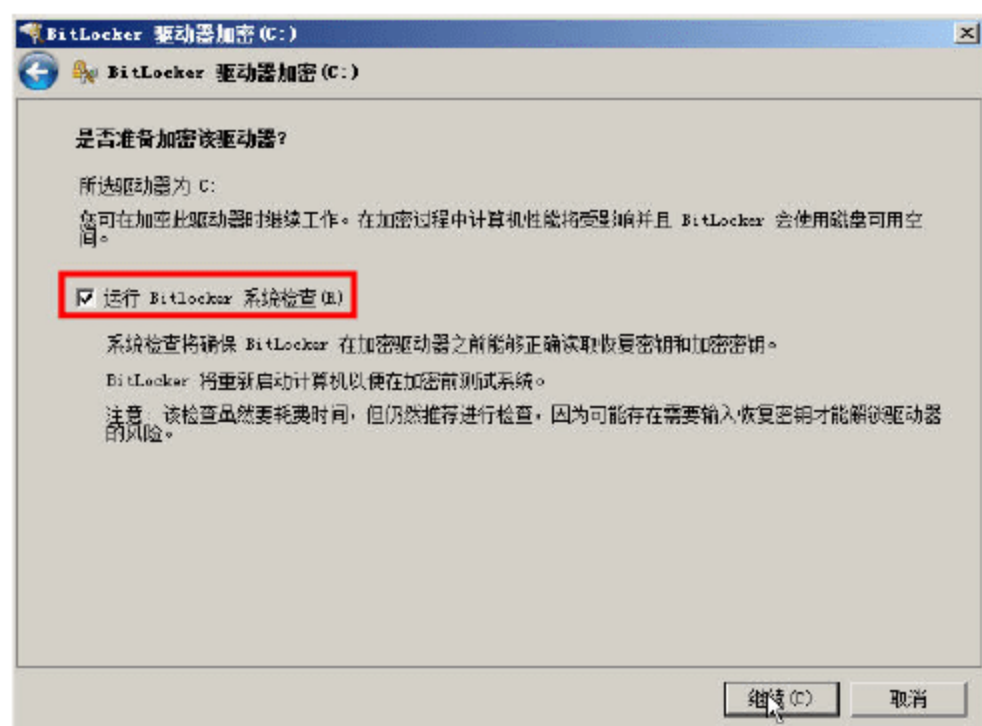 BitLocker 驱动器加密(C:)
BitLocker 驱动器加密(C:)
是否准备加密该驱动器?
所选驱动器为 C:
您可在加密此驱动器时继续工作。在加密过程中计算机性能将受影响并且 BitLocker 会使用磁盘可用空
间。
运行 Bitlocker 系统检查(R)
系统检查将确保 BitLocker 在加密驱动器之前能够正确读取恢复密钥和加密密钥。
BitLocker 将重新启动计算机以便在加密前测试系统。
注意: 该检查虽然要耗费时间,但仍然推荐进行检查,因为可能存在需要输入恢复密钥才能解锁驱动器
的风险。
继续(C)
取消